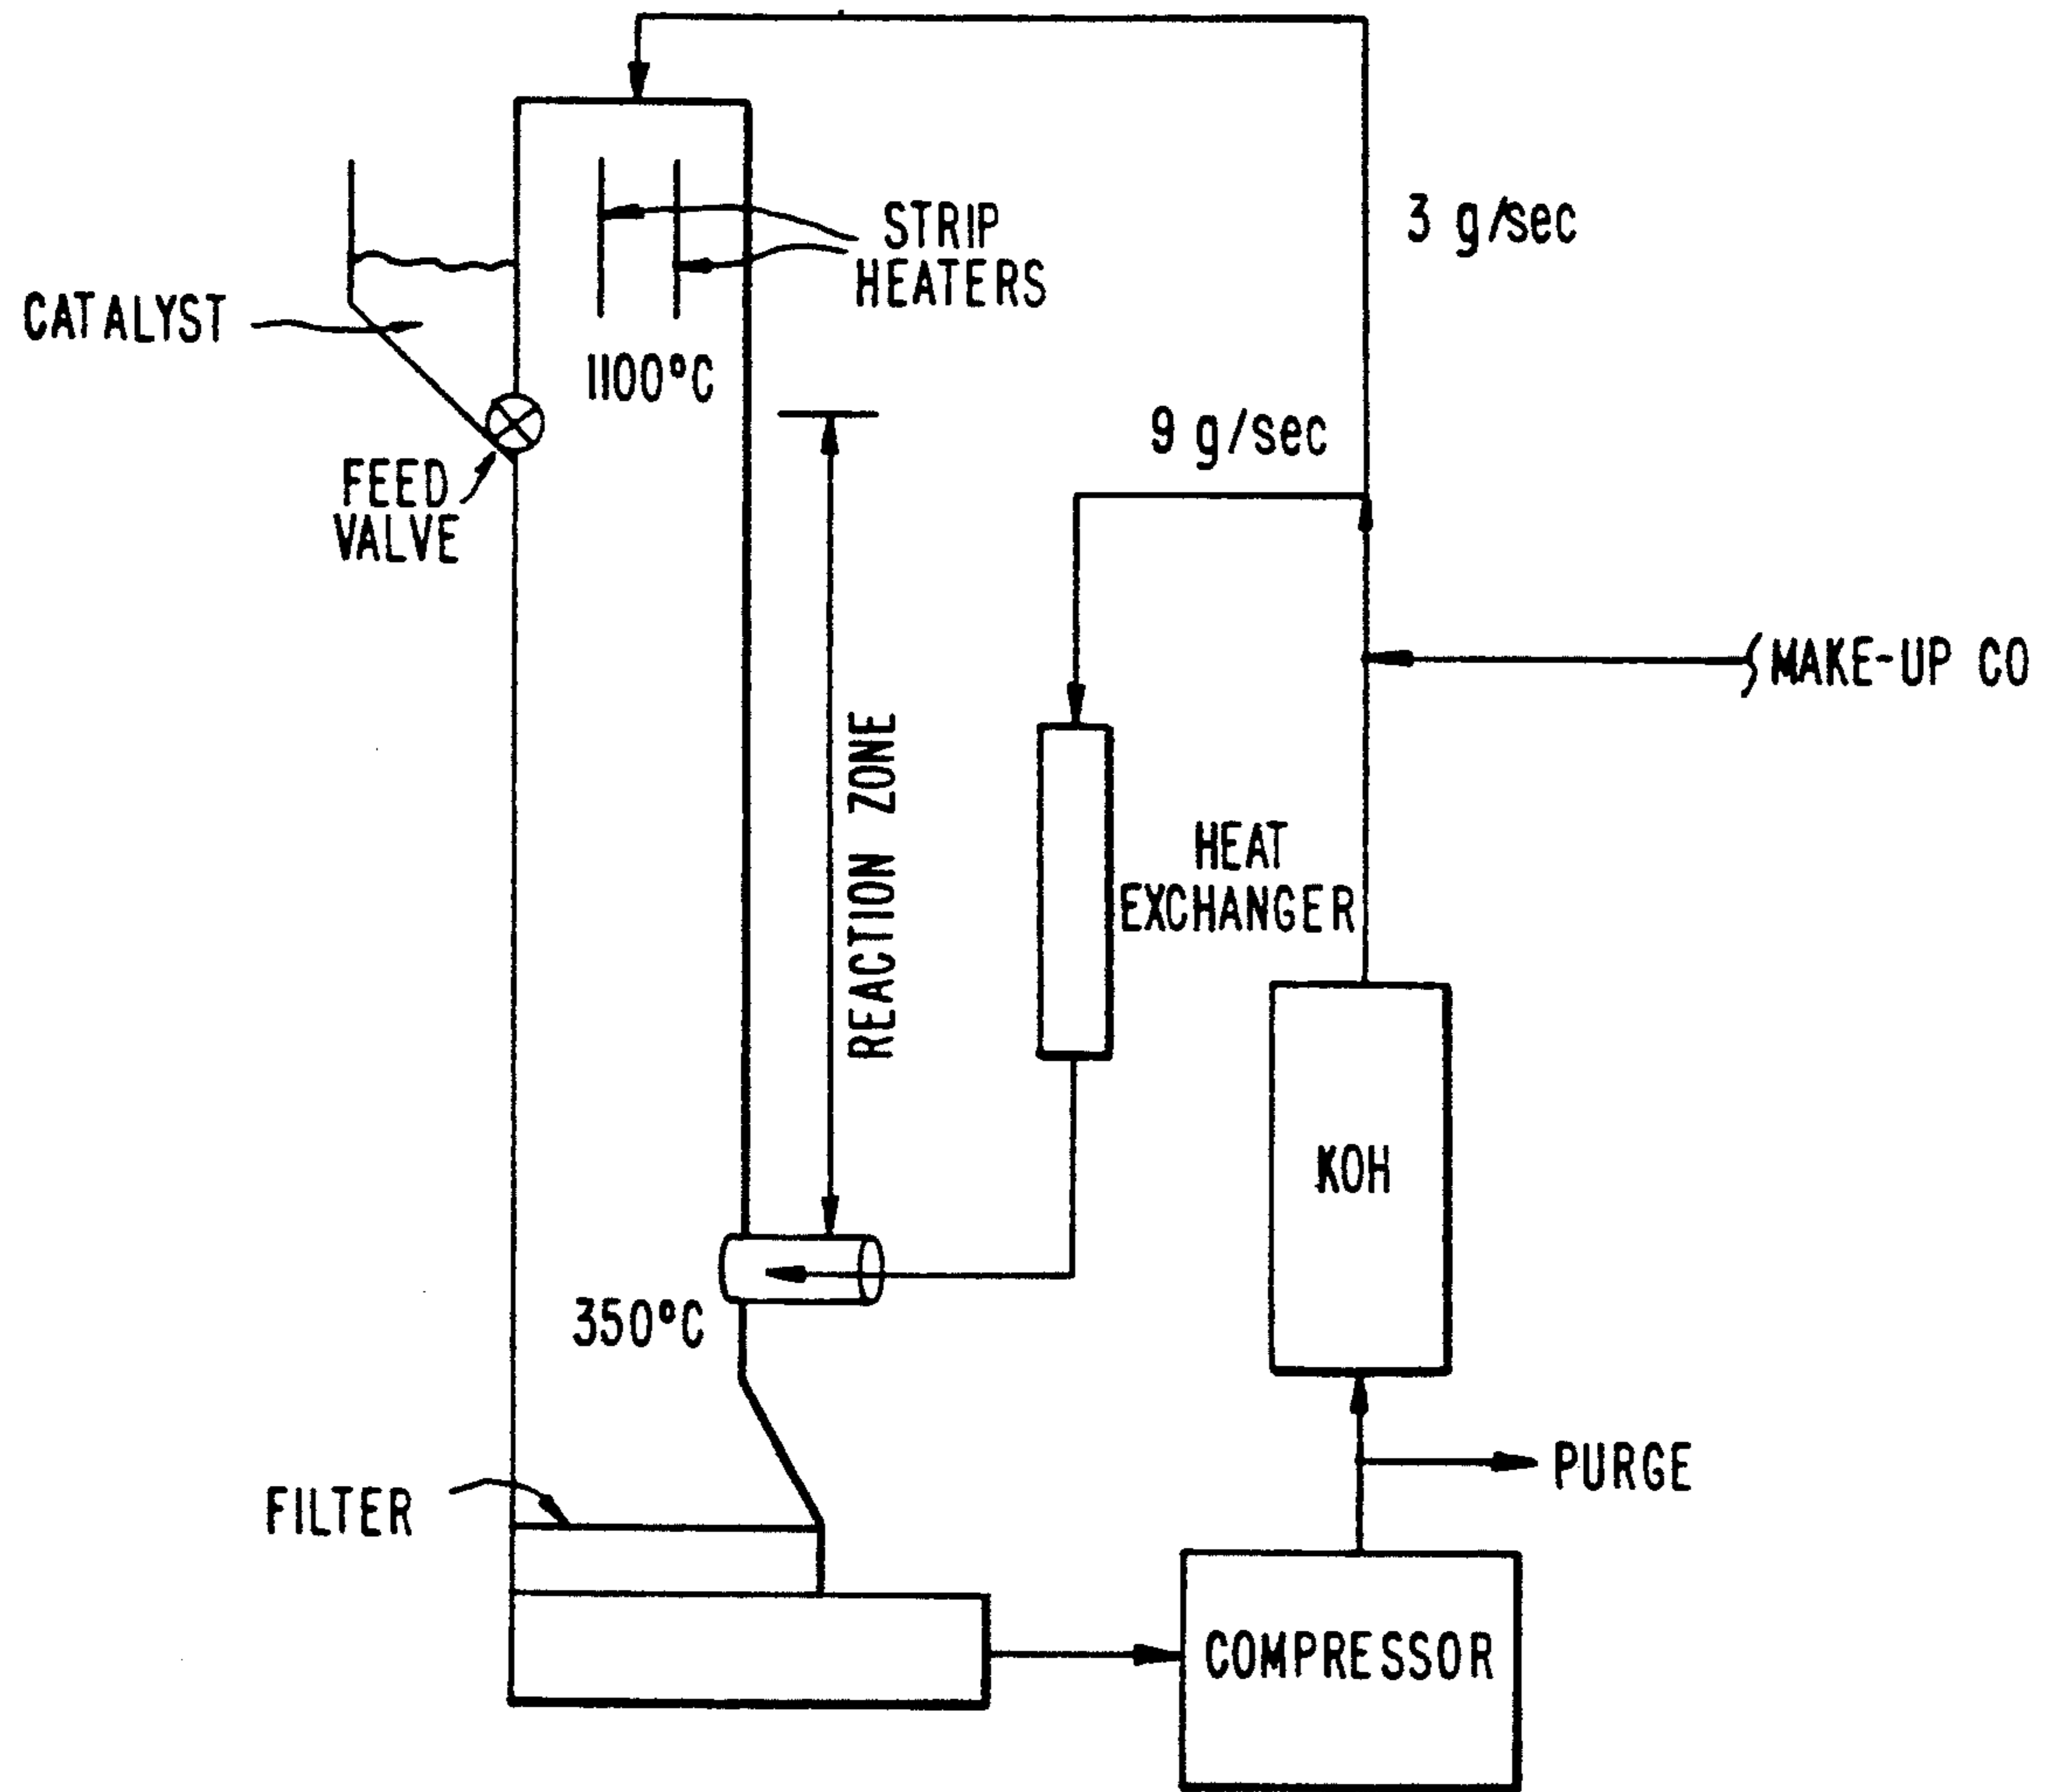 3 g/sec
STRIP
HEATERS
CATALYST
1100°C
9 g/sec
FEED
VALVE
MAKE-UP CO
REACTION ZONE
HEAT
EXCHANGER
KOH
350°C
PURGE
FILTER
COMPRESSOR